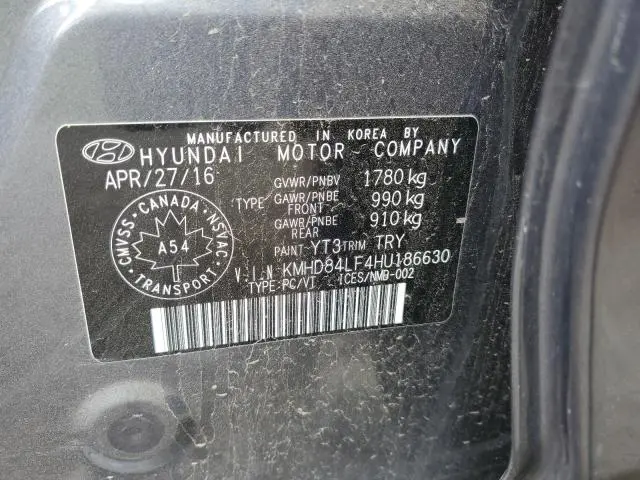 MANUFACTURED IN KOREA BY
HYUNDAI MOTOR COMPANY
APR/27/16
GVWR/PNBV 1780 kg
TYPE GAWR/PNBE FRONT 990 kg
GAWR/PNBE REAR 910 kg
PAINT YT3 TRIM TRY
V.I.N KMHD84LF4HU186630
TYPE:PC/VT ICES/NMB-002
CMVSS - CANADA - NSVAC
A54
TRANSPORT